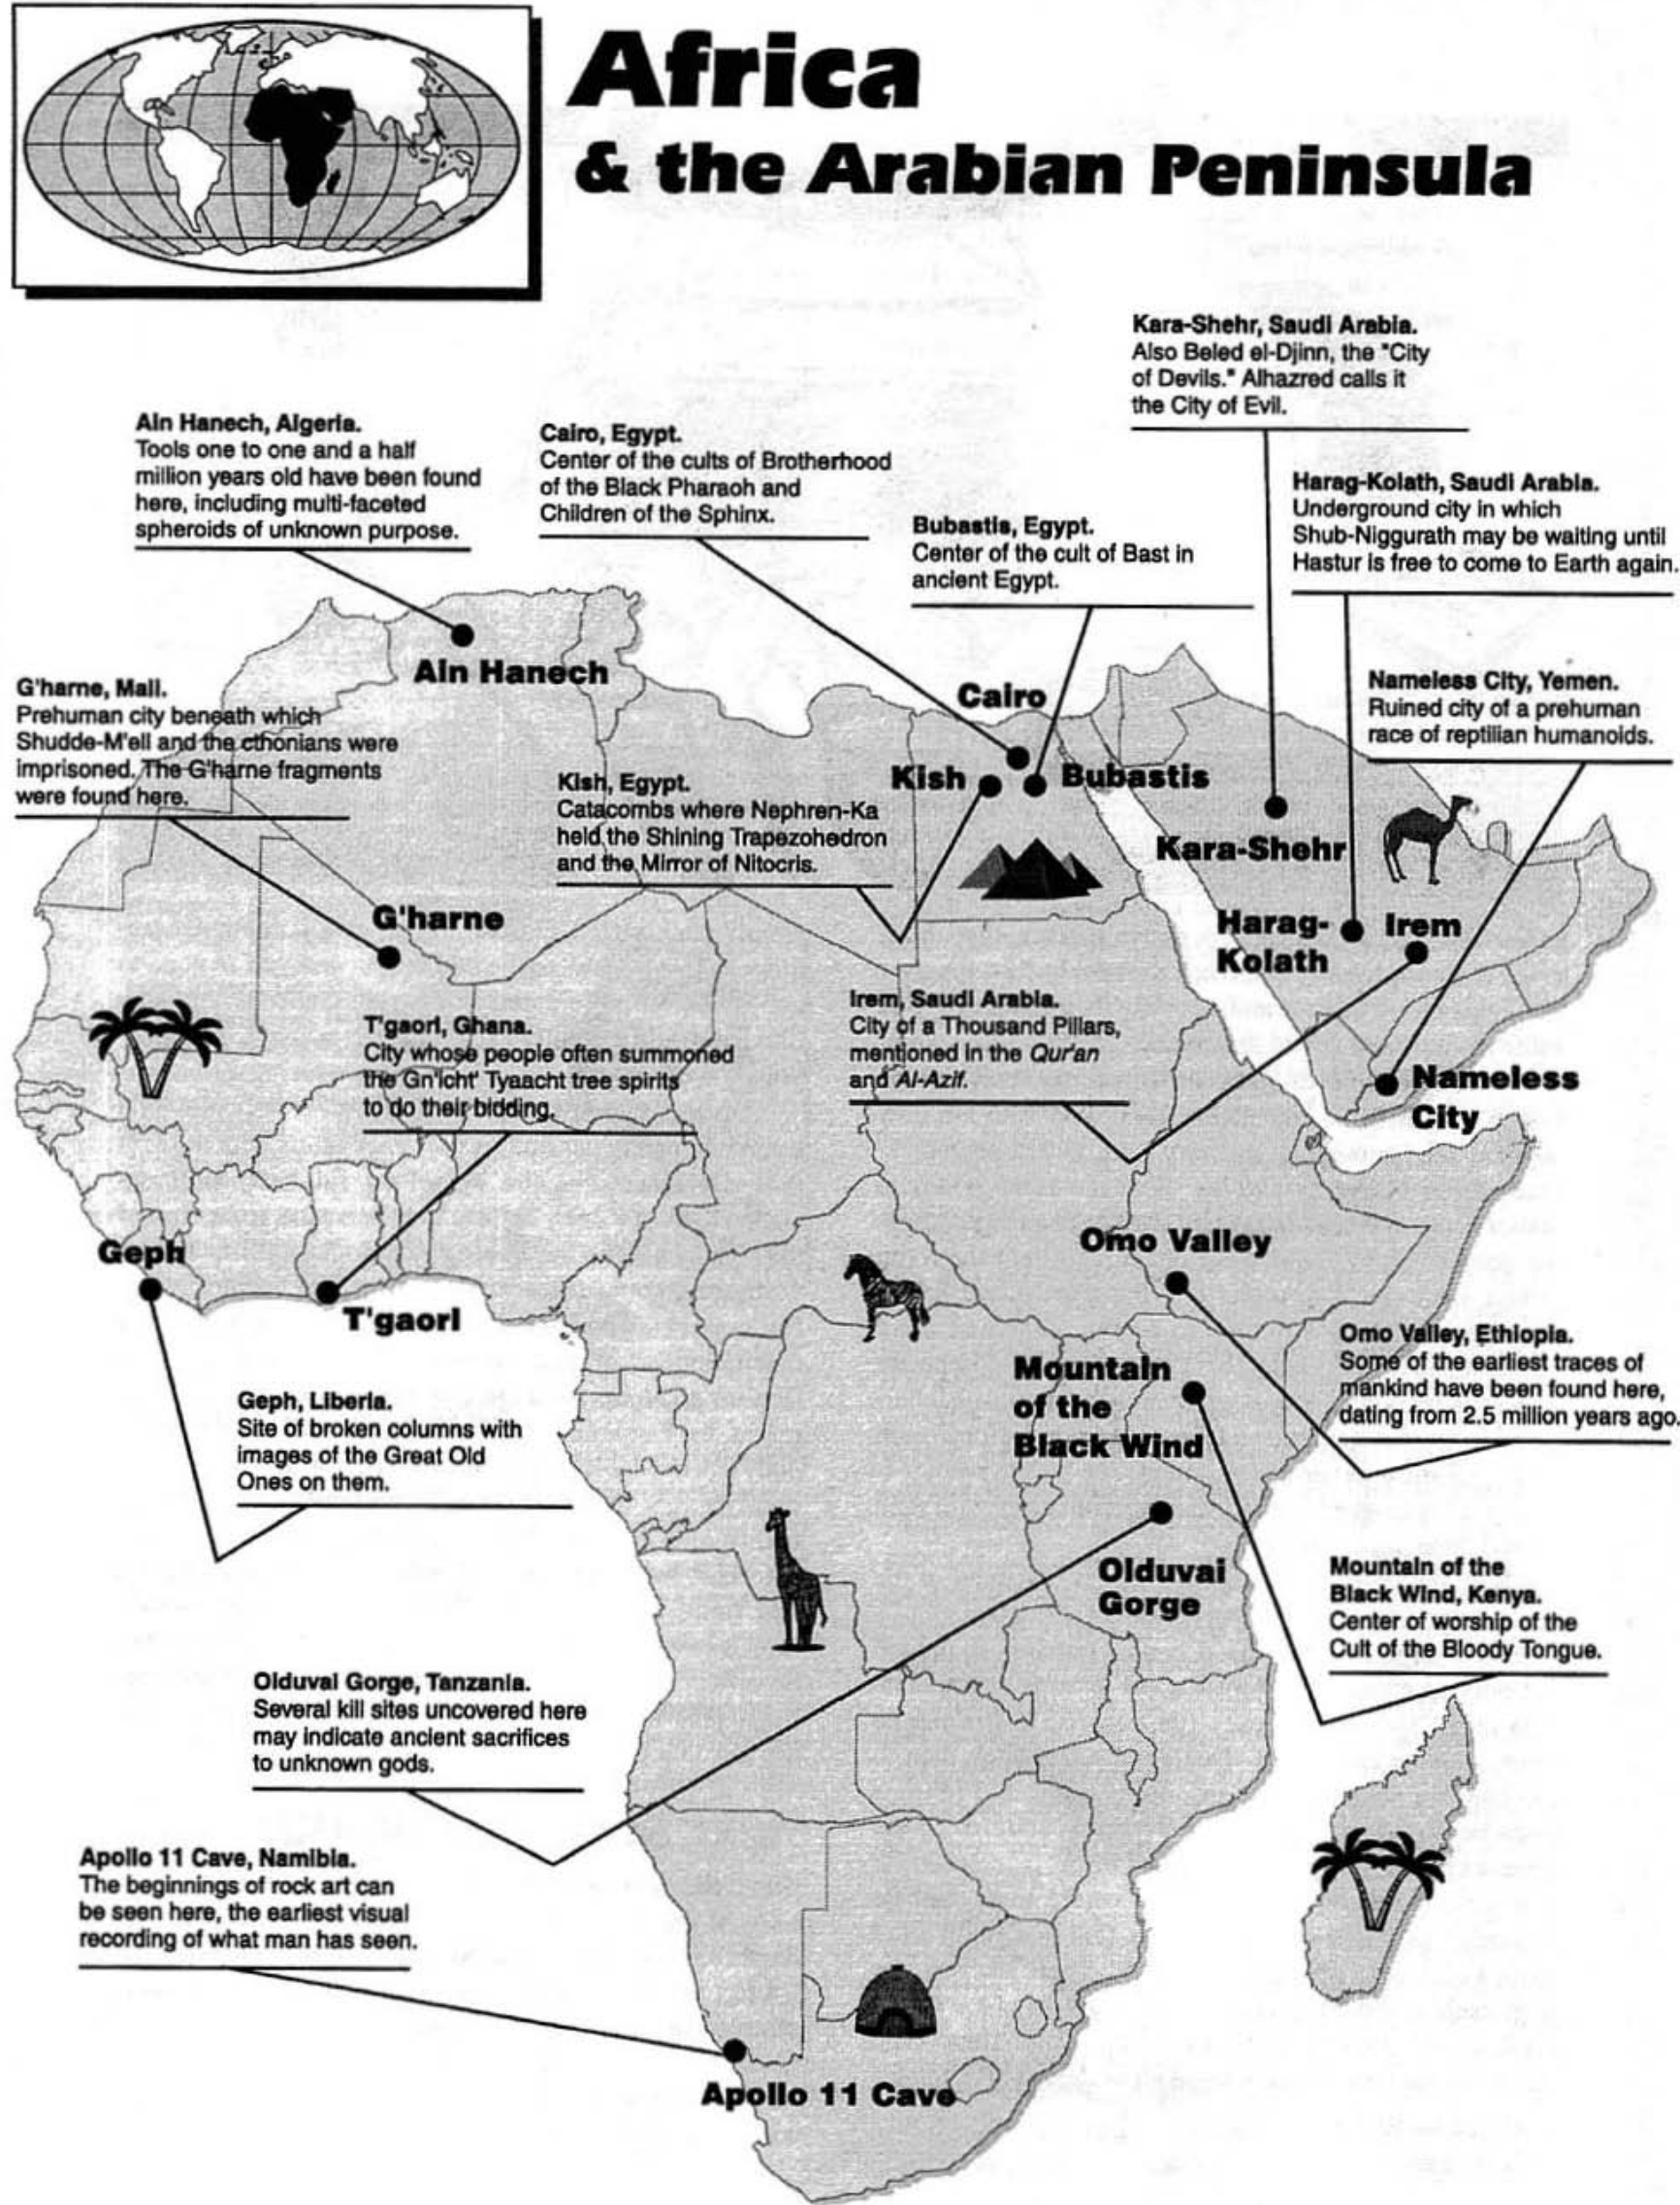 Africa
& the Arabian Peninsula
Kara-Shehr, Saudi Arabia.
Also Beled el-Djinn, the "City
of Devils." Alhazred calls it
the City of Evil.
Ain Hanech, Algeria.
Tools one to one and a half
million years old have been found
here, including multi-faceted
spheroids of unknown purpose.
Cairo, Egypt.
Center of the cults of Brotherhood
of the Black Pharaoh and
Children of the Sphinx.
Bubastis, Egypt.
Center of the cult of Bast in
ancient Egypt.
Harag-Kolath, Saudi Arabia.
Underground city in which
Shub-Niggurath may be waiting until
Hastur is free to come to Earth again.
Nameless City, Yemen.
Ruined city of a prehuman
race of reptilian humanoids.
G'harne, Mali.
Prehuman city beneath which
Shudde-M'ell and the cthonians were
imprisoned. The G'harne fragments
were found here.
Ain Hanech
Cairo
Kish
Bubastis
Kish, Egypt.
Catacombs where Nephren-Ka
held the Shining Trapezohedron
and the Mirror of Nitocris.
Kara-Shehr
G'harne
Harag-
Kolath
Irem
T'gaori, Ghana.
City whose people often summoned
the Gn'icht' Tyaacht tree spirits
to do their bidding.
Irem, Saudi Arabia.
City of a Thousand Pillars,
mentioned in the Qur'an
and Al-Azif.
Nameless
City
Geph
T'gaori
Omo Valley
Omo Valley, Ethiopia.
Some of the earliest traces of
mankind have been found here,
dating from 2.5 million years ago.
Mountain
of the
Black Wind
Geph, Liberia.
Site of broken columns with
images of the Great Old
Ones on them.
Olduvai
Gorge
Mountain of the
Black Wind, Kenya.
Center of worship of the
Cult of the Bloody Tongue.
Olduvai Gorge, Tanzania.
Several kill sites uncovered here
may indicate ancient sacrifices
to unknown gods.
Apollo 11 Cave, Namibia.
The beginnings of rock art can
be seen here, the earliest visual
recording of what man has seen.
Apollo 11 Cave